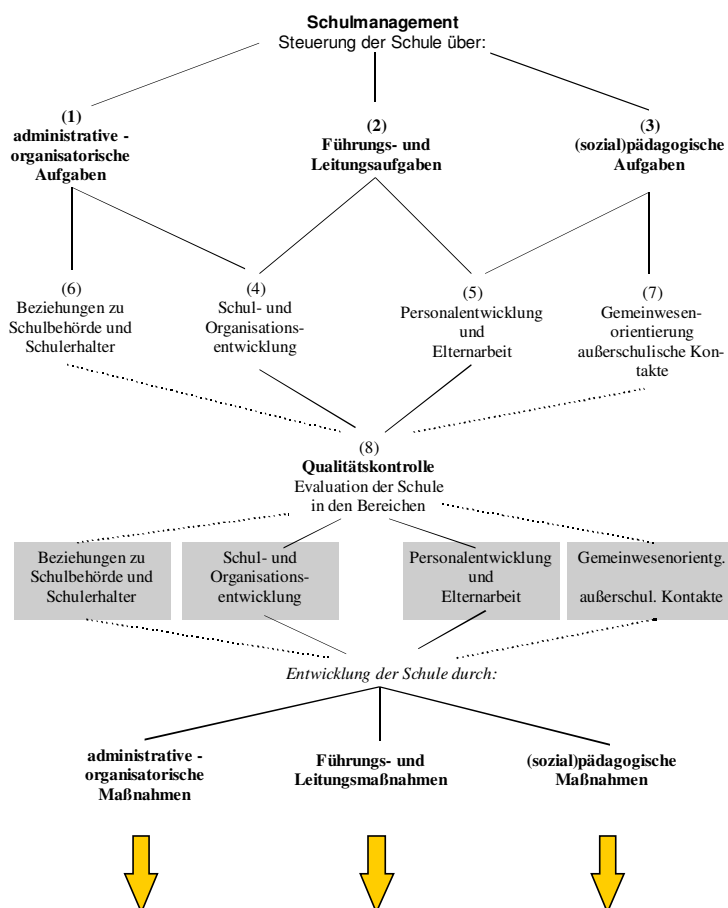 Schulmanagement
Steuerung der Schule über:
(1)
administrative -
organisatorische
Aufgaben
(2)
Führungs- und
Leitungsaufgaben
(3)
(sozial)pädagogische
Aufgaben
(6)
Beziehungen zu
Schulbehörde und
Schulerhalter
(4)
Schul- und
Organisations-
entwicklung
(5)
Personalentwicklung
und
Elternarbeit
(7)
Gemeinwesen-
orientierung
außerschulische Kon-
takte
(8)
Qualitätskontrolle
Evaluation der Schule
in den Bereichen
Beziehungen zu
Schulbehörde und
Schulerhalter
Schul- und
Organisations-
entwicklung
Personalentwicklung
und
Elternarbeit
Gemeinwesenorientg.
außerschul. Kontakte
Entwicklung der Schule durch:
administrative -
organisatorische
Maßnahmen
Führungs- und
Leitungsmaßnahmen
(sozial)pädagogische
Maßnahmen